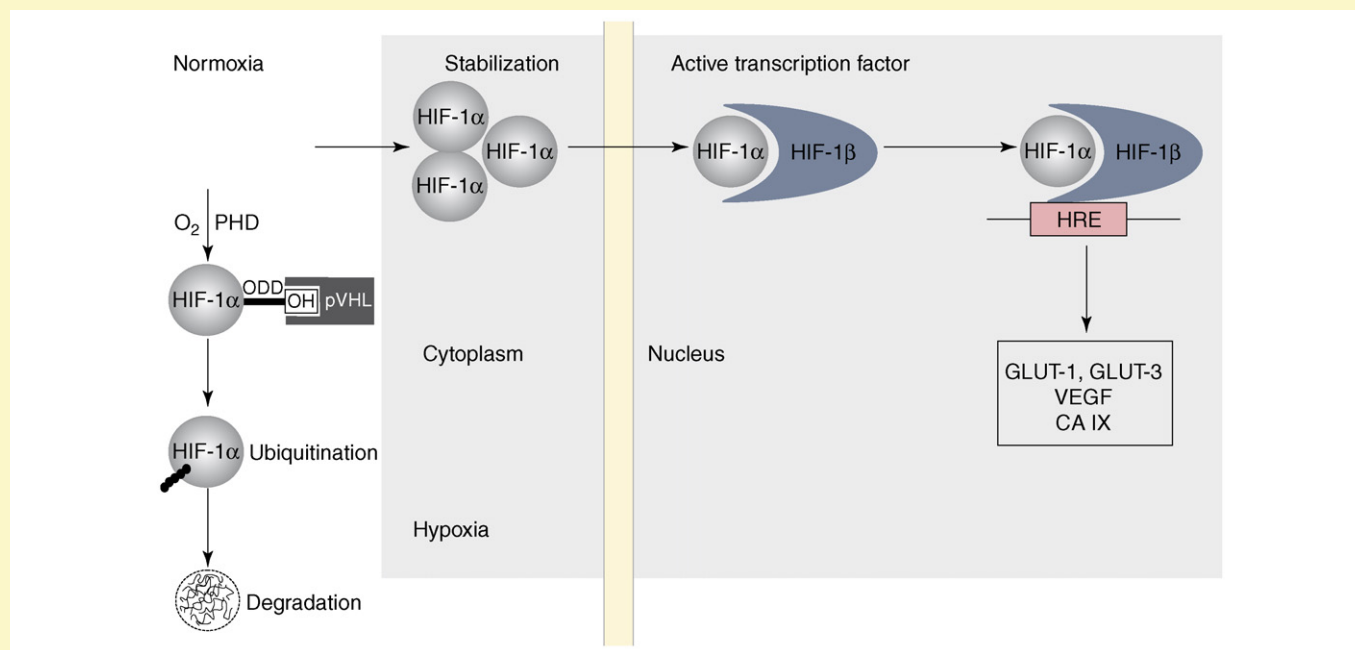 Normoxia
Stabilization
Active transcription factor
HIF-1α
HIF-1α
HIF-1α
HIF-1α
HIF-1β
HIF-1α
HIF-1β
HRE
O₂ PHD
HIF-1α
ODD
OH
pVHL
Cytoplasm
Nucleus
GLUT-1, GLUT-3
VEGF
CA IX
HIF-1α
Ubiquitination
Hypoxia
Degradation